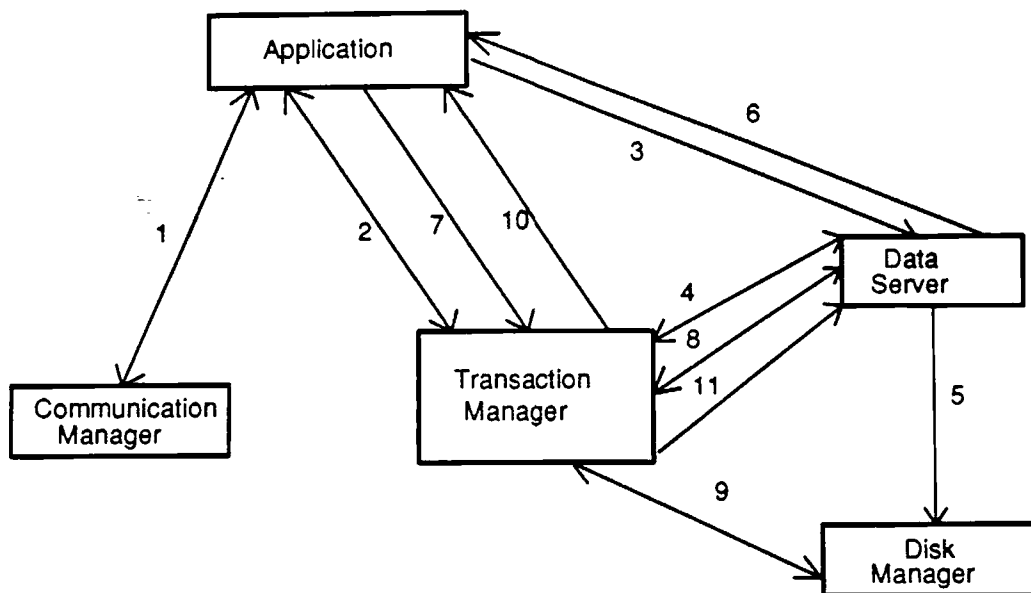 Application
6
3
1
2
7
10
Data
Server
4
8
11
Transaction
Manager
5
Communication
Manager
9
Disk
Manager